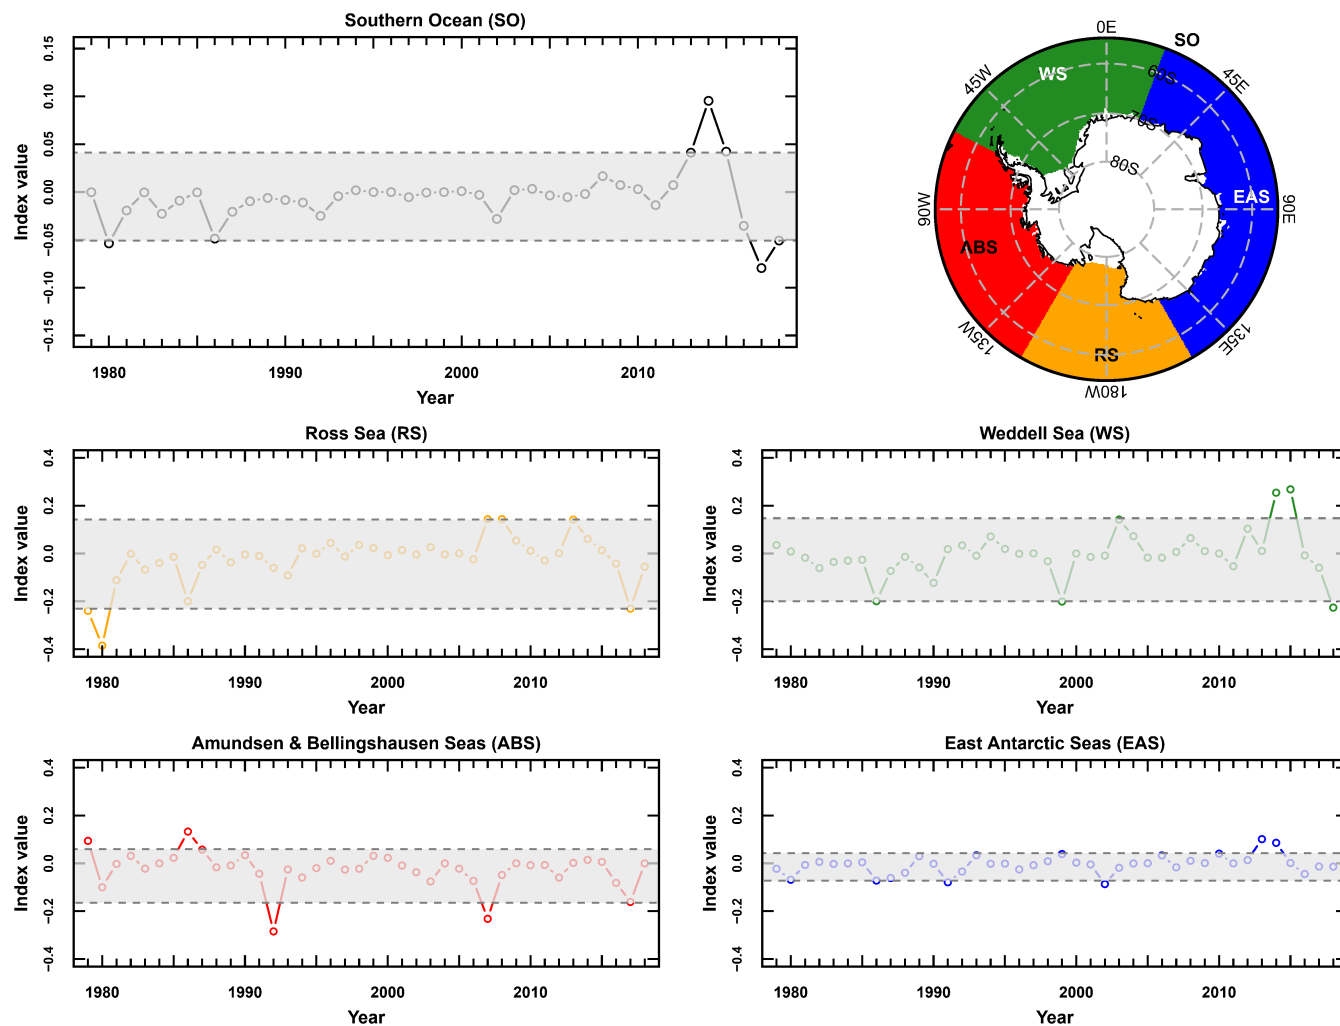 Southern Ocean (SO)
Index value
0.15
0.10
0.05
0.00
−0.05
−0.10
−0.15
1980 1990 2000 2010
Year
0E
SO
45W
WS
60S
45E
70S
80S
90W
EAS
90E
ABS
135W
RS
135E
180W
Ross Sea (RS)
Index value
0.4
0.2
0.0
−0.2
−0.4
1980 1990 2000 2010
Year
Weddell Sea (WS)
Index value
0.4
0.2
0.0
−0.2
−0.4
1980 1990 2000 2010
Year
Amundsen & Bellingshausen Seas (ABS)
Index value
0.4
0.2
0.0
−0.2
−0.4
1980 1990 2000 2010
Year
East Antarctic Seas (EAS)
Index value
0.4
0.2
0.0
−0.2
−0.4
1980 1990 2000 2010
Year